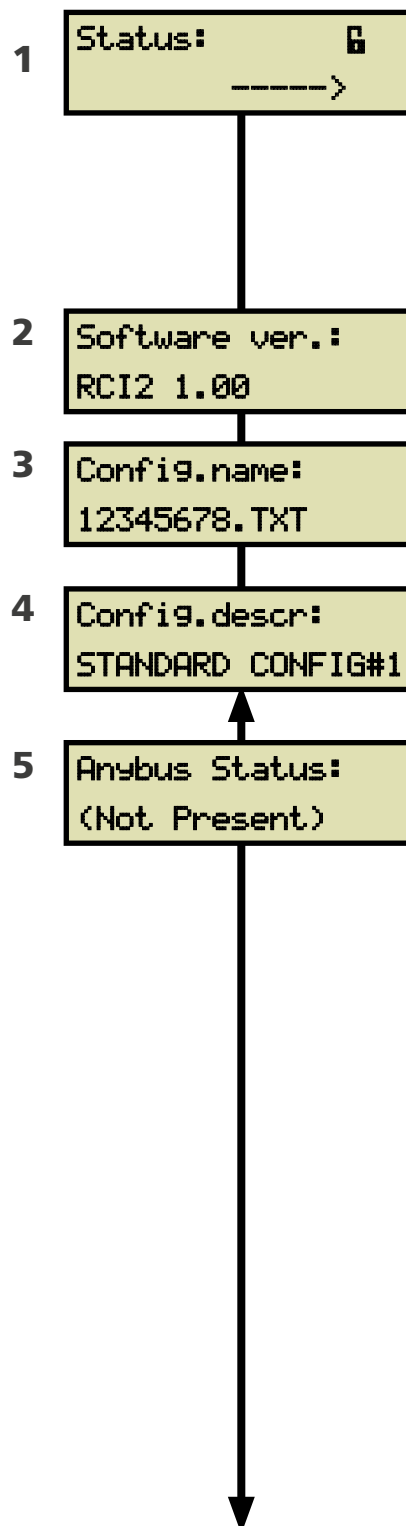 1
Status:
----->
2
Software ver.:
RCI2 1.00
3
Config.name:
12345678.TXT
4
Config.descr:
STANDARD CONFIG#1
5
Anybus Status:
(Not Present)